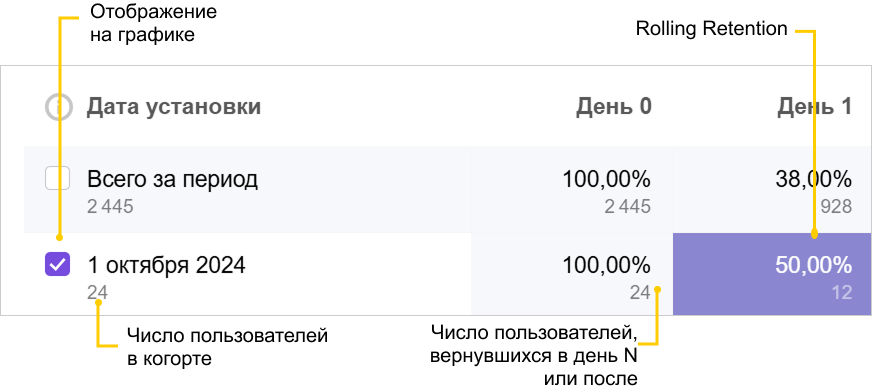 Отображение
на графике
Rolling Retention
Дата установки
День 0
День 1
Всего за период
100,00%
38,00%
2 445
2 445
928
1 октября 2024
100,00%
50,00%
24
24
12
Число пользователей
в когорте
Число пользователей,
вернувшихся в день N
или после